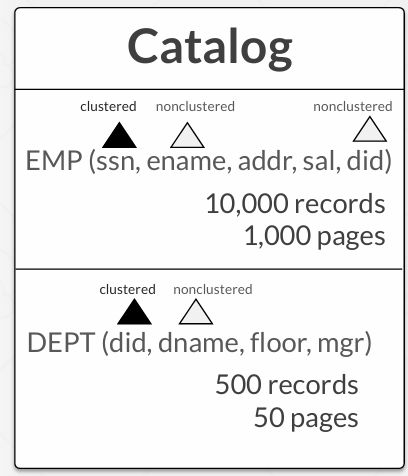 Catalog
clustered nonclustered nonclustered
EMP (ssn, ename, addr, sal, did)
10,000 records
1,000 pages
clustered nonclustered
DEPT (did, dname, floor, mgr)
500 records
50 pages